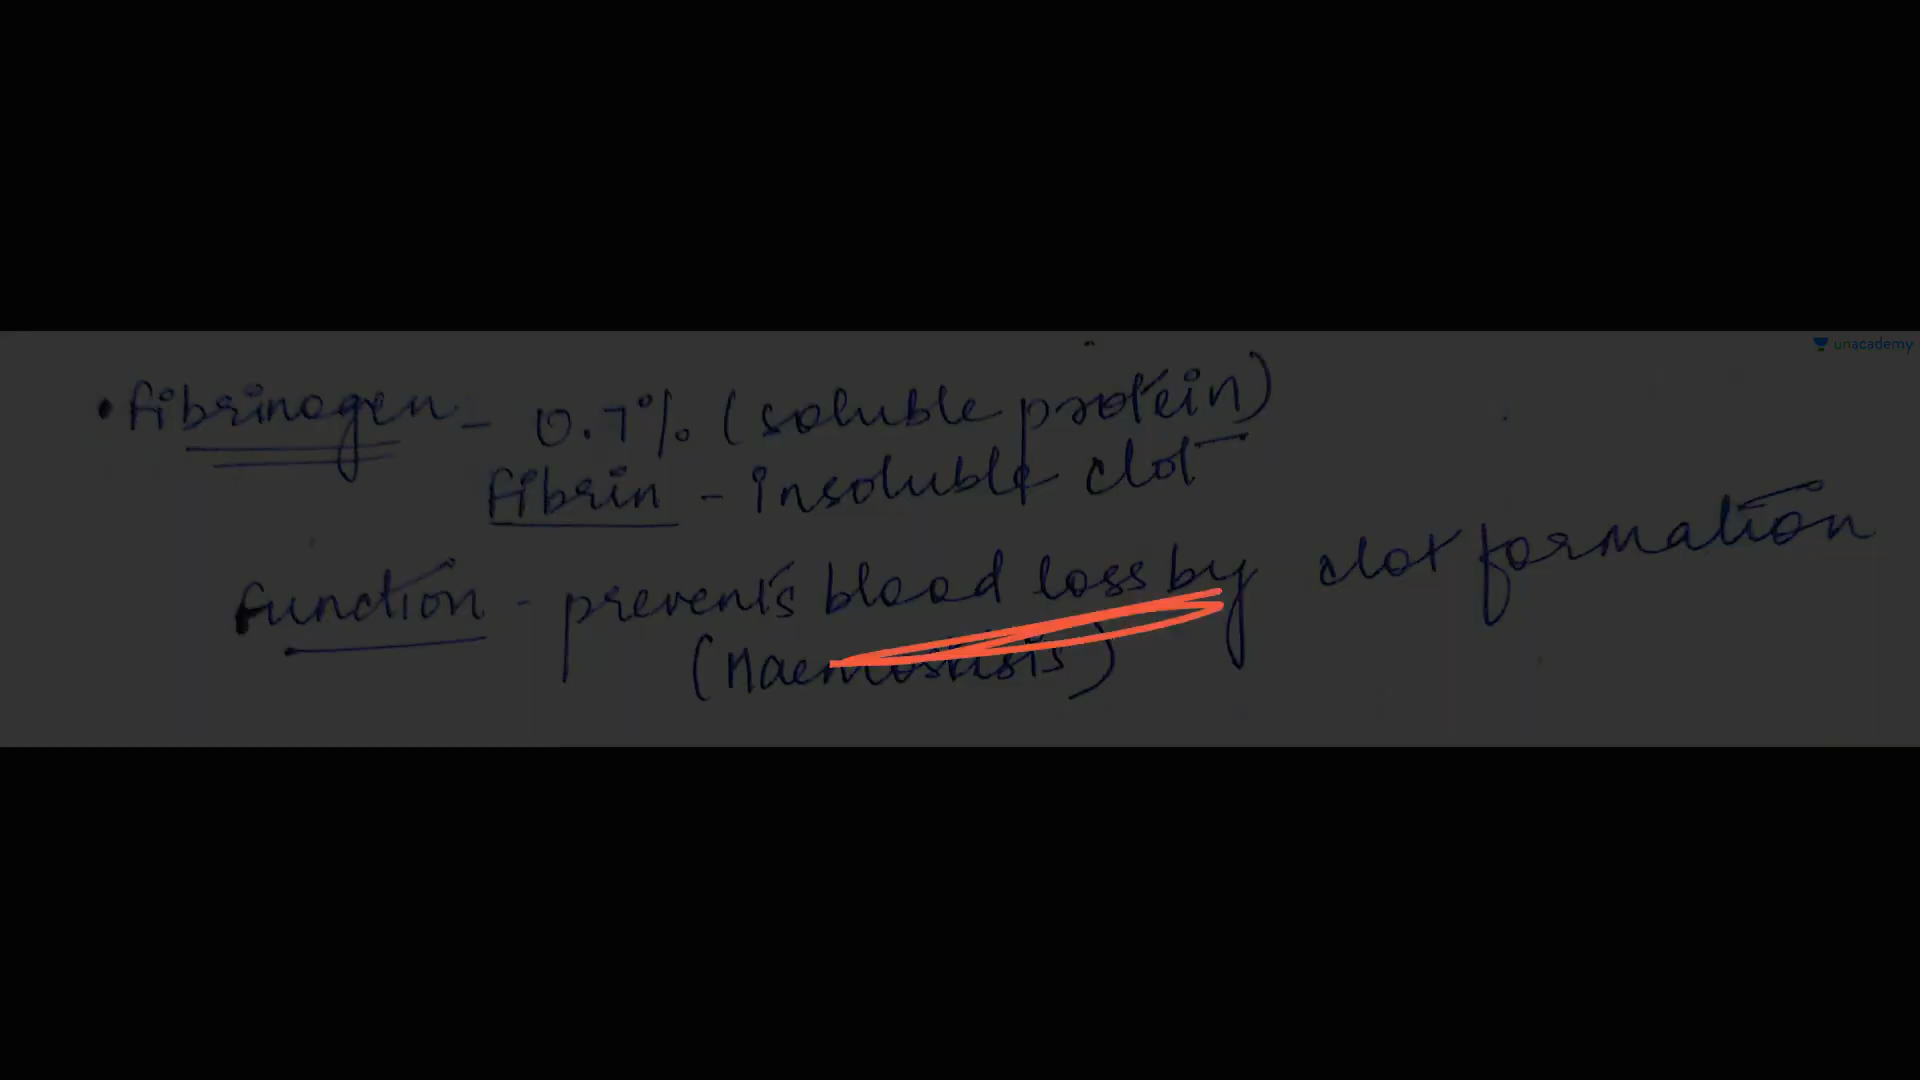 unacademy
• fibrinogen - 0.7% (soluble protein)
fibrin - insoluble clot
function - prevents blood loss by clot formation
(Haemostasis)